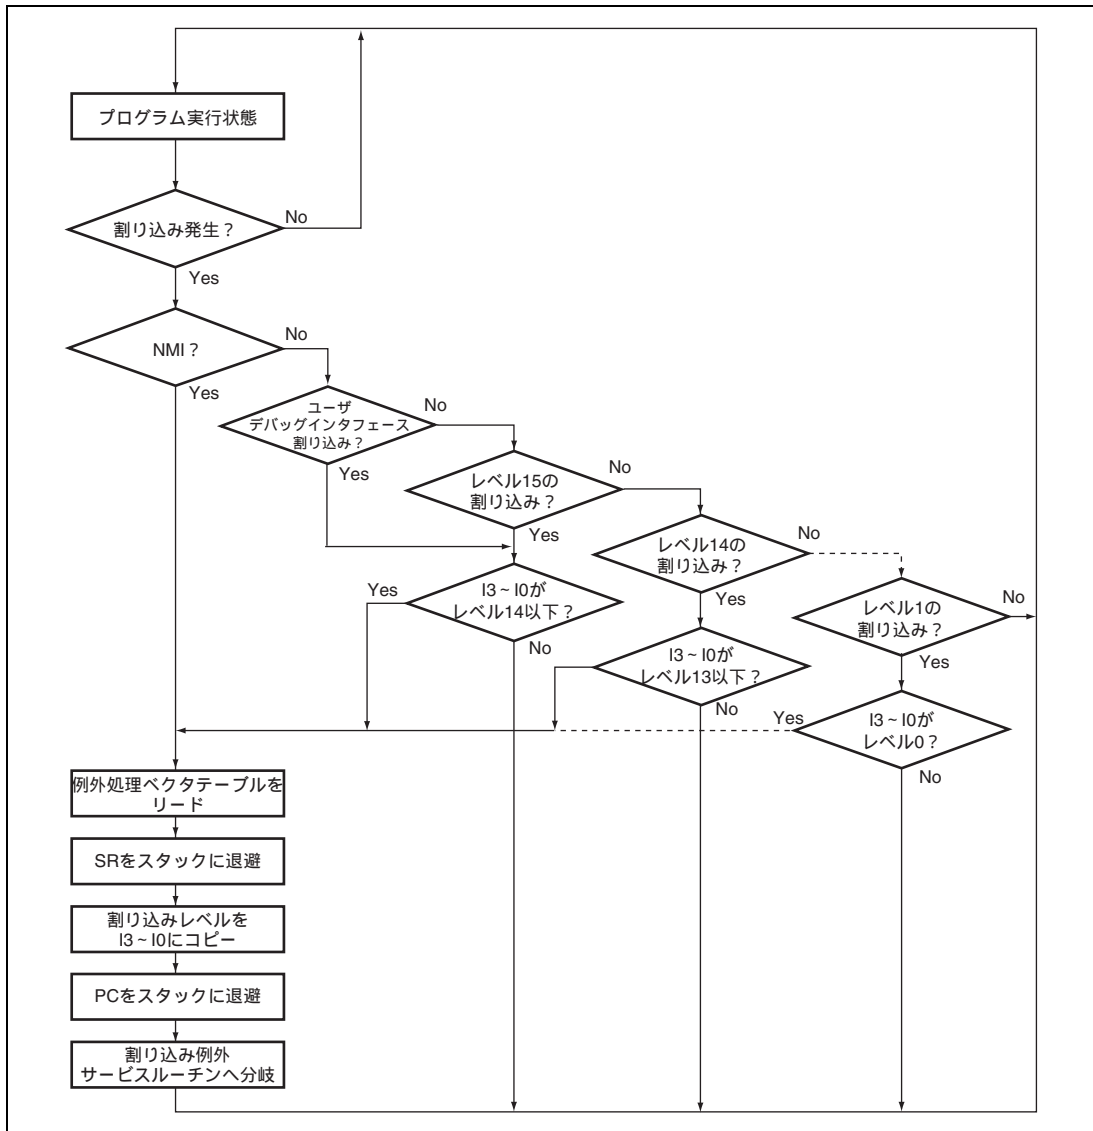 プログラム実行状態
割り込み発生？
No
Yes
NMI？
No
Yes
ユーザ
デバッグインタフェース
割り込み？
No
Yes
レベル15の
割り込み？
No
Yes
レベル14の
割り込み？
No
Yes
I3～I0が
レベル14以下？
Yes
No
レベル1の
割り込み？
No
Yes
I3～I0が
レベル13以下？
No
I3～I0が
レベル0？
Yes
No
例外処理ベクタテーブルを
リード
SRをスタックに退避
割り込みレベルを
I3～I0にコピー
PCをスタックに退避
割り込み例外
サービスルーチンへ分岐